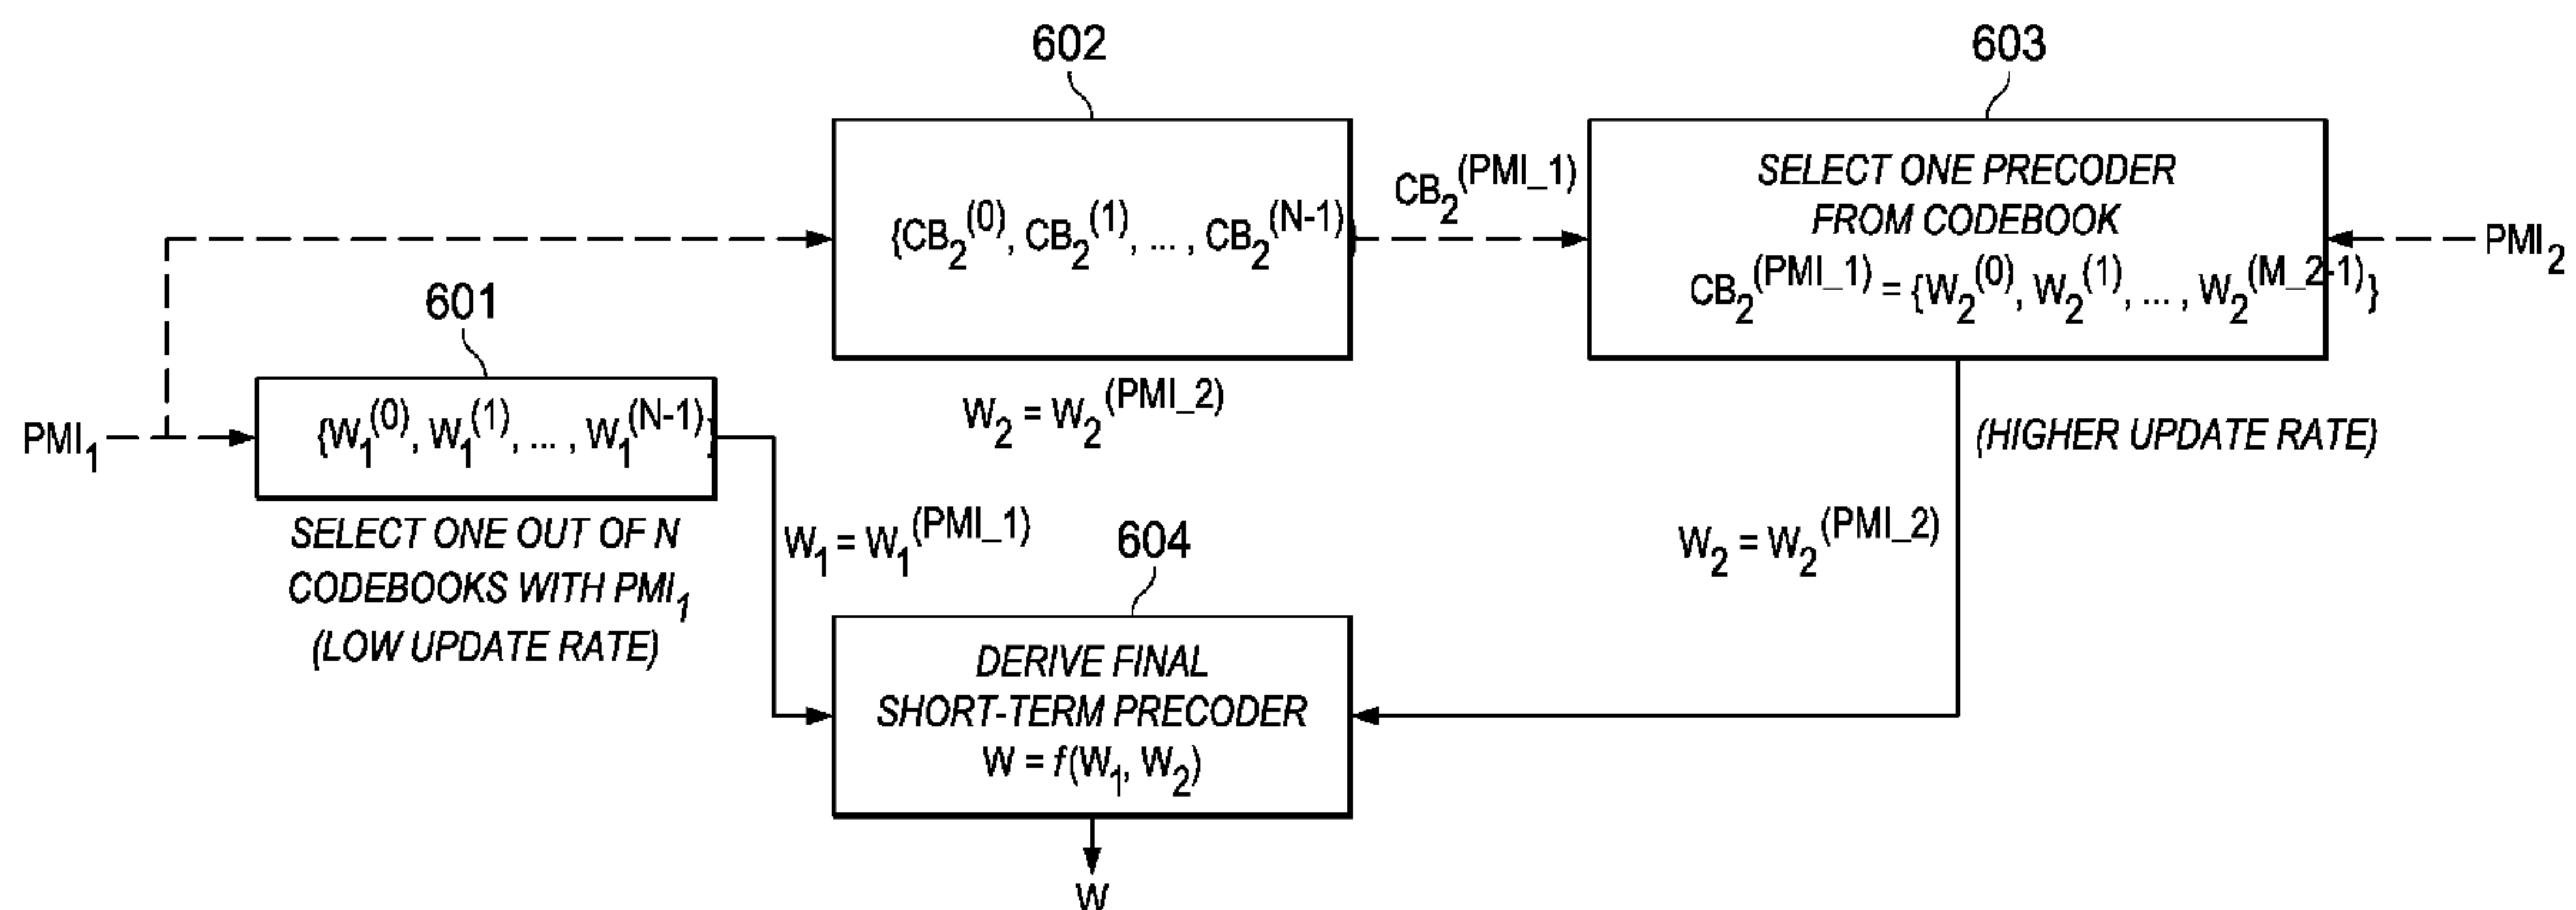 602
603
{CB₂⁽⁰⁾, CB₂⁽¹⁾, ... , CB₂⁽ᴺ⁻¹⁾}
CB₂^(PMI_1)
SELECT ONE PRECODER
FROM CODEBOOK
CB₂^(PMI_1) = {W₂^(0), W₂^(1), ... , W₂^(M_2-1)}
PMI₂
601
PMI₁
{W₁^(0), W₁^(1), ... , W₁^(N-1)}
W₂ = W₂^(PMI_2)
(HIGHER UPDATE RATE)
SELECT ONE OUT OF N
CODEBOOKS WITH PMI₁
(LOW UPDATE RATE)
W₁ = W₁^(PMI_1)
604
W₂ = W₂^(PMI_2)
DERIVE FINAL
SHORT-TERM PRECODER
W = f(W₁, W₂)
W